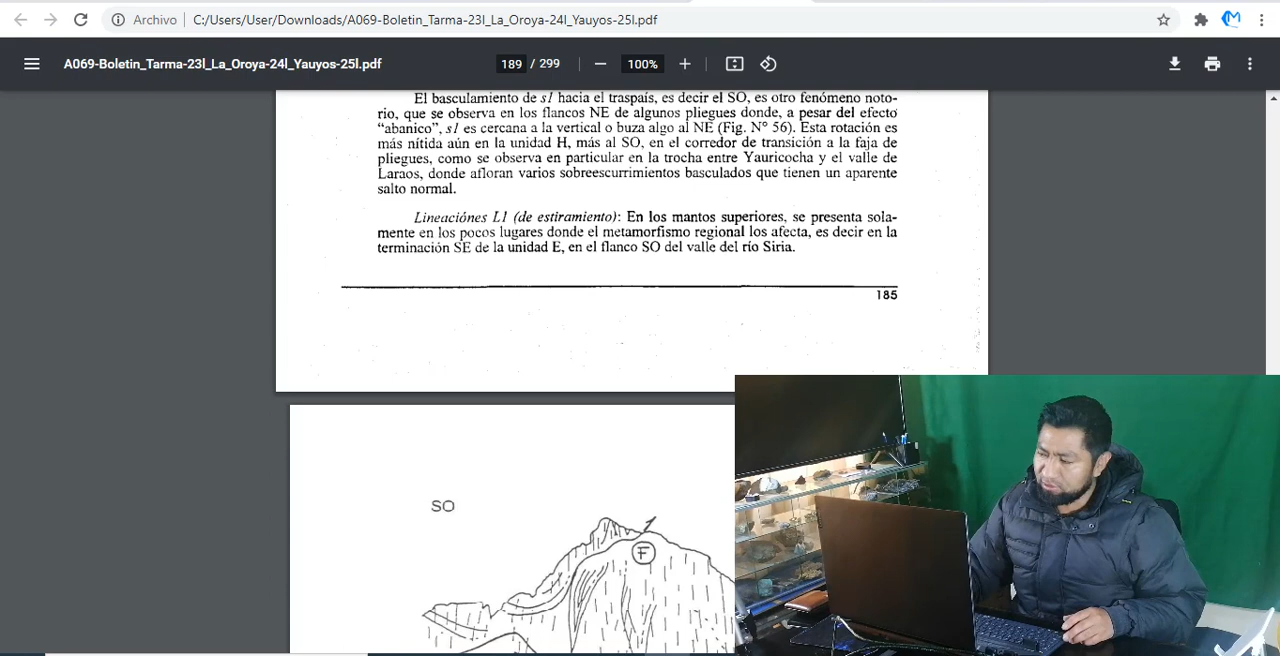 Archivo
C:/Users/User/Downloads/A069-Boletin_Tarma-23l_La_Oroya-24l_Yauyos-25l.pdf
A069-Boletin_Tarma-23l_La_Oroya-24l_Yauyos-25l.pdf
189 / 299
100%
El basculamiento de s1 hacia el traspaís, es decir el SO, es otro fenómeno noto-
rio, que se observa en los flancos NE de algunos pliegues donde, a pesar del efecto
“abanico”, s1 es cercana a la vertical o buza algo al NE (Fig. N° 56). Esta rotación es
más nítida aún en la unidad H, más al SO, en el corredor de transición a la faja de
pliegues, como se observa en particular en la trocha entre Yauricocha y el valle de
Laraos, donde afloran varios sobreescurrimientos basculados que tienen un aparente
salto normal.
Lineaciónes L1 (de estiramiento): En los mantos superiores, se presenta sola-
mente en los pocos lugares donde el metamorfismo regional los afecta, es decir en la
terminación SE de la unidad E, en el flanco SO del valle del río Siria.
185
SO
1
F